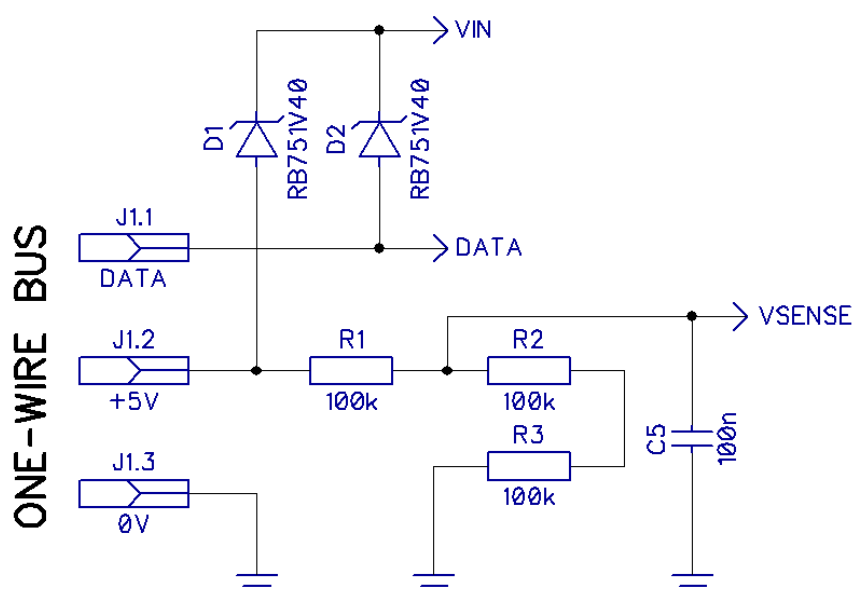 VIN
D1
RB751V40
D2
RB751V40
ONE-WIRE BUS
J1.1
DATA
DATA
VSENSE
J1.2
+5V
R1
100k
R2
100k
R3
100k
C5
100n
J1.3
0V